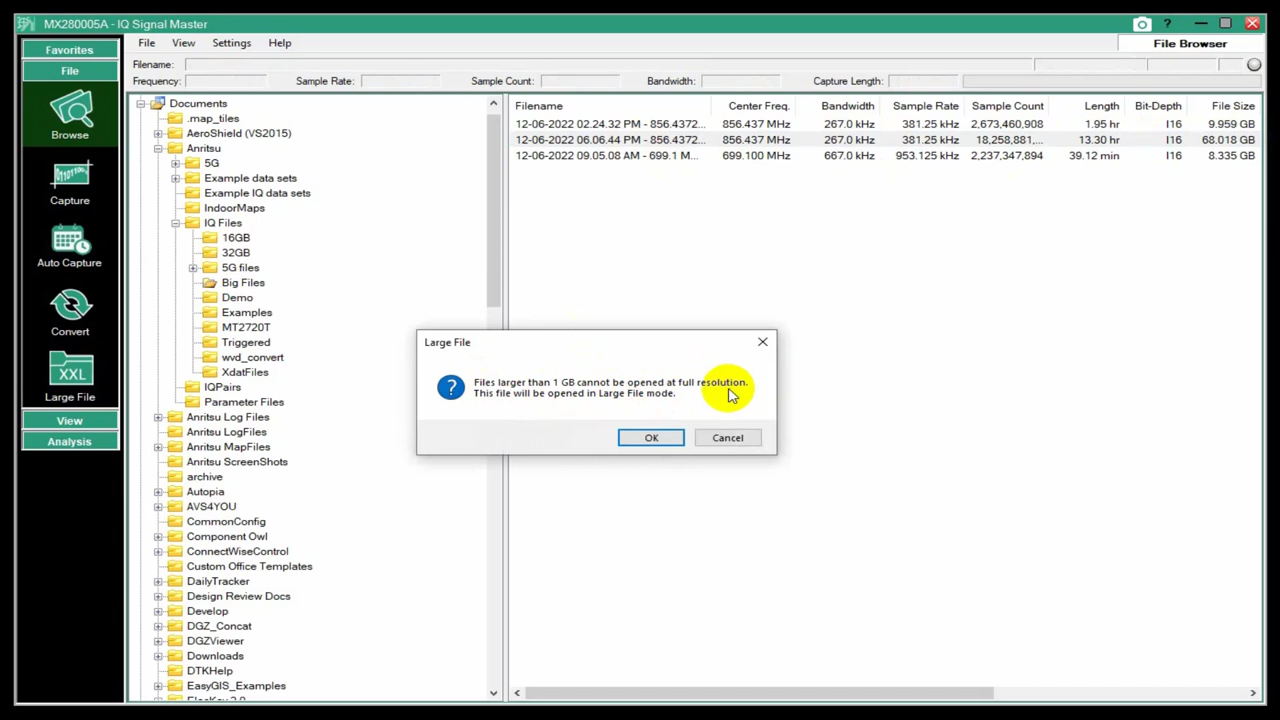 MX280005A - IQ Signal Master
?
Favorites
File View Settings Help
File Browser
File
Filename:
Frequency: Sample Rate: Sample Count: Bandwidth: Capture Length:
Browse
Capture
Auto Capture
Convert
XXL
Large File
View
Analysis
Documents
.map_tiles
AeroShield (VS2015)
Anritsu
5G
Example data sets
Example IQ data sets
IndoorMaps
IQ Files
16GB
32GB
5G files
Big Files
Demo
Examples
MT2720T
Triggered
wvd_convert
XdatFiles
IQPairs
Parameter Files
Anritsu Log Files
Anritsu LogFiles
Anritsu MapFiles
Anritsu ScreenShots
archive
Autopia
AVS4YOU
CommonConfig
Component Owl
ConnectWiseControl
Custom Office Templates
DailyTracker
Design Review Docs
Develop
DGZ_Concat
DGZViewer
Downloads
DTKHelp
EasyGIS_Examples
Filename Center Freq. Bandwidth Sample Rate Sample Count Length Bit-Depth File Size
12-06-2022 02.24.32 PM - 856.4372... 856.437 MHz 267.0 kHz 381.25 kHz 2,673,460,908 1.95 hr I16 9.959 GB
12-06-2022 06.06.44 PM - 856.4372... 856.437 MHz 267.0 kHz 381.25 kHz 18,258,881,... 13.30 hr I16 68.018 GB
12-06-2022 09.05.08 AM - 699.1 M... 699.100 MHz 667.0 kHz 953.125 kHz 2,237,347,894 39.12 min I16 8.335 GB
Large File
?
Files larger than 1 GB cannot be opened at full resolution.
This file will be opened in Large File mode.
OK Cancel